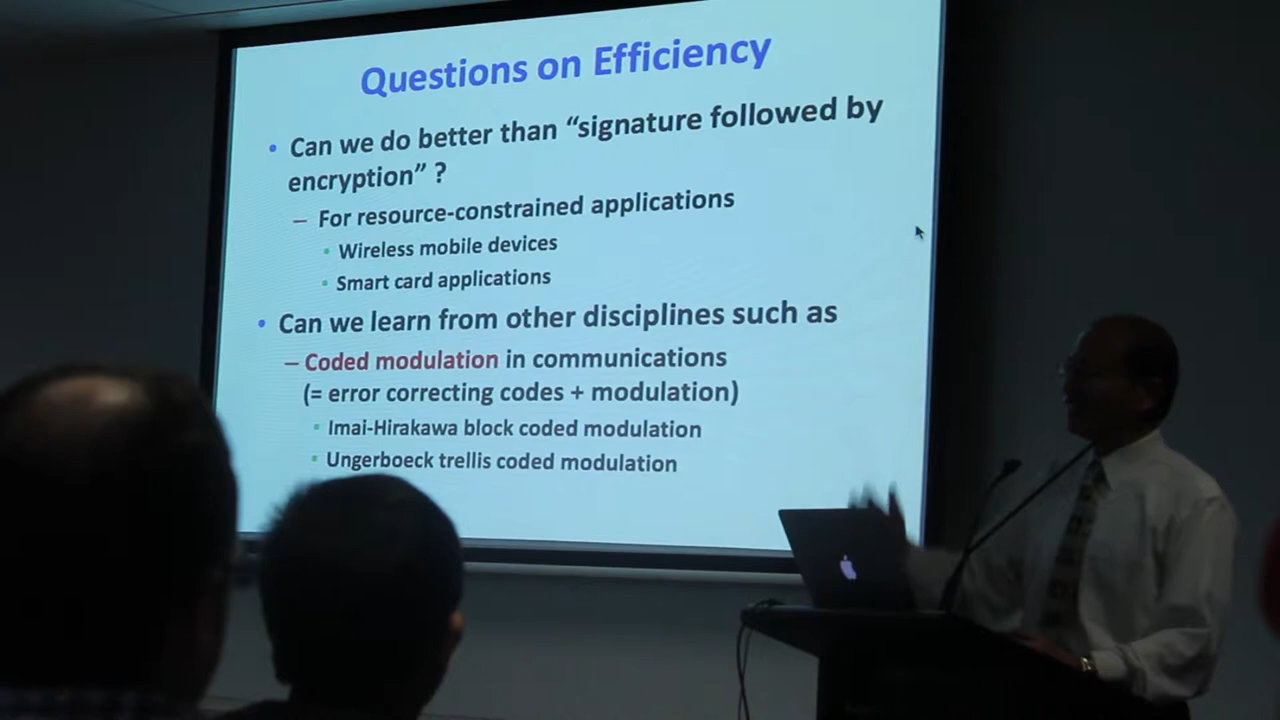 Questions on Efficiency
• Can we do better than “signature followed by
encryption” ?
– For resource-constrained applications
▪ Wireless mobile devices
▪ Smart card applications
• Can we learn from other disciplines such as
– Coded modulation in communications
(= error correcting codes + modulation)
▪ Imai-Hirakawa block coded modulation
▪ Ungerboeck trellis coded modulation